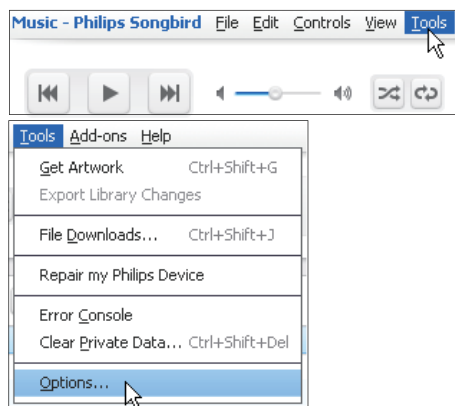 Music - Philips Songbird File Edit Controls View Tools
Tools Add-ons Help
Get Artwork Ctrl+Shift+G
Export Library Changes
File Downloads... Ctrl+Shift+J
Repair my Philips Device
Error Console
Clear Private Data... Ctrl+Shift+Del
Options...